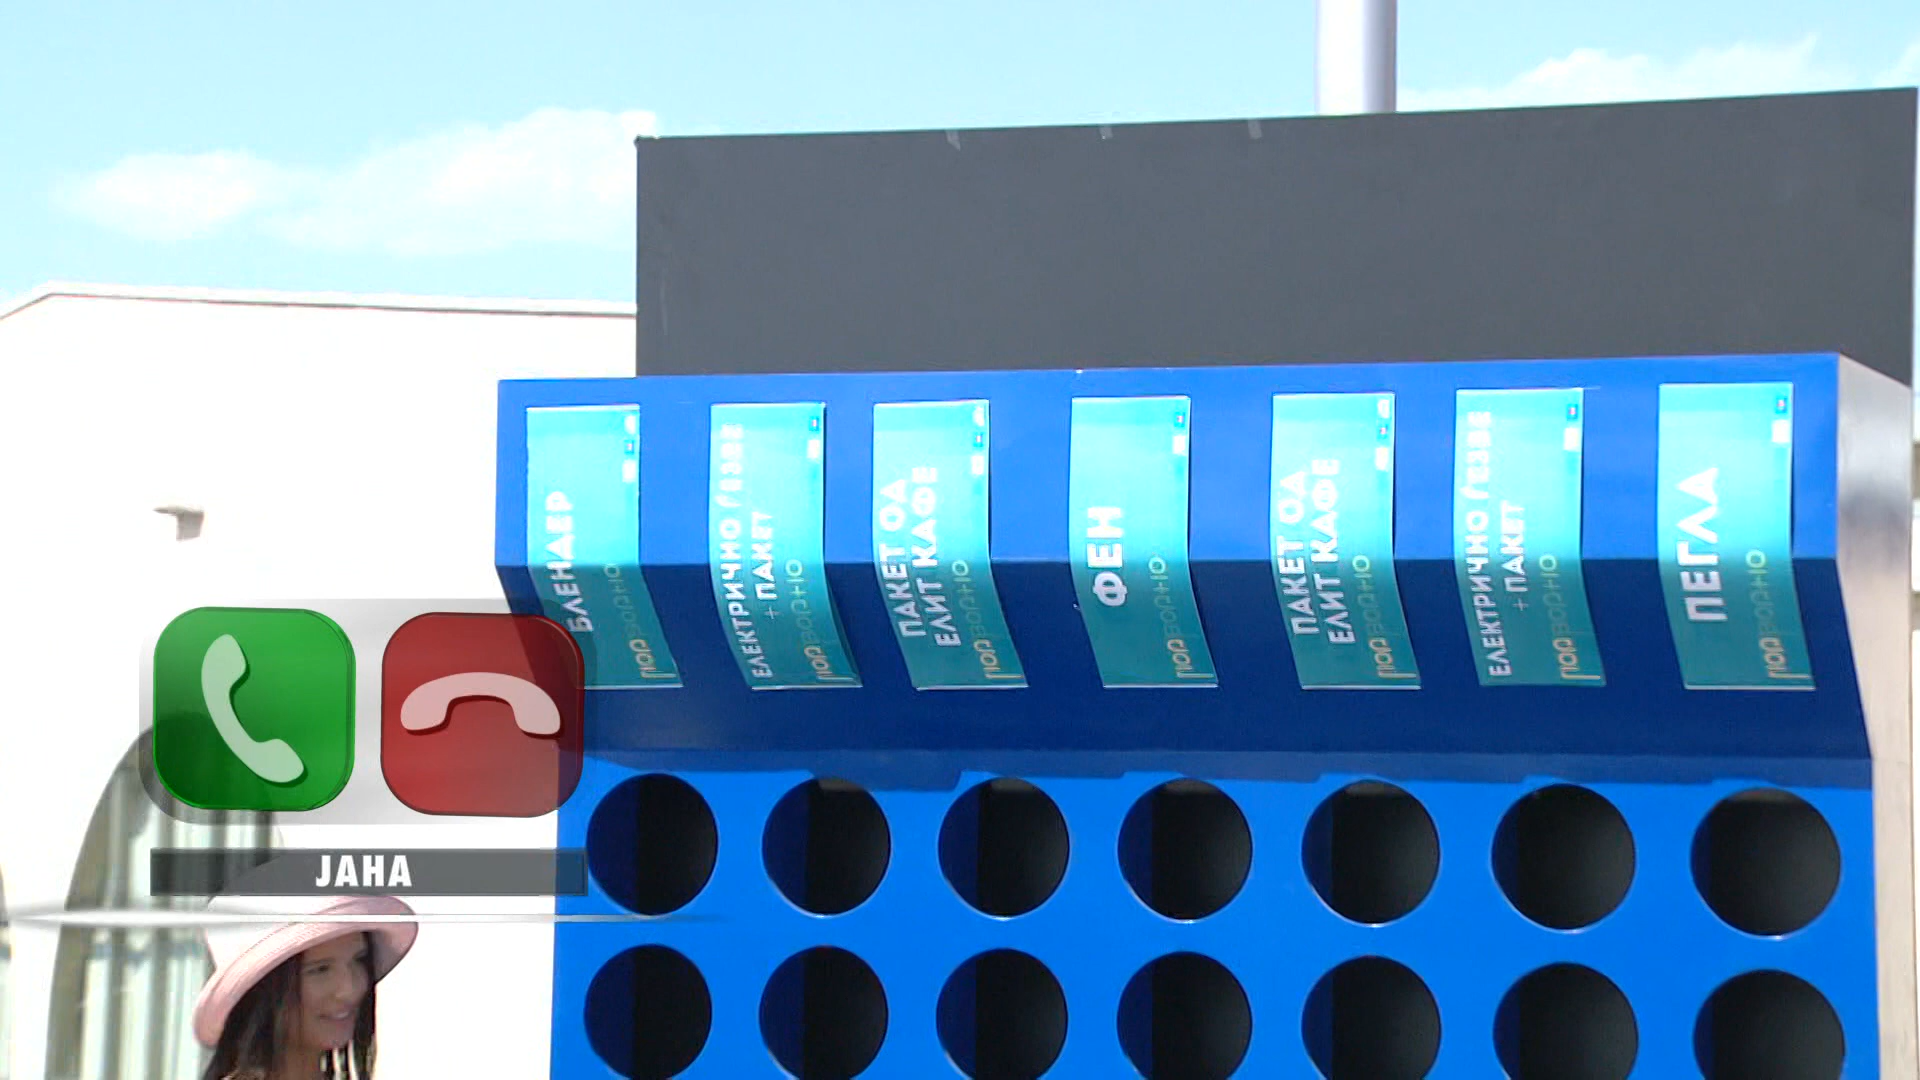 БЛЕНДЕР
ЕЛЕКТРИЧНО ЃЕЗВЕ
+ ПАКЕТ
ПАКЕТ ОД
ЕЛИТ КАФЕ
ФЕН
ПАКЕТ ОД
ЕЛИТ КАФЕ
ЕЛЕКТРИЧНО ЃЕЗВЕ
+ ПАКЕТ
ПЕГЛА
ЈАНА